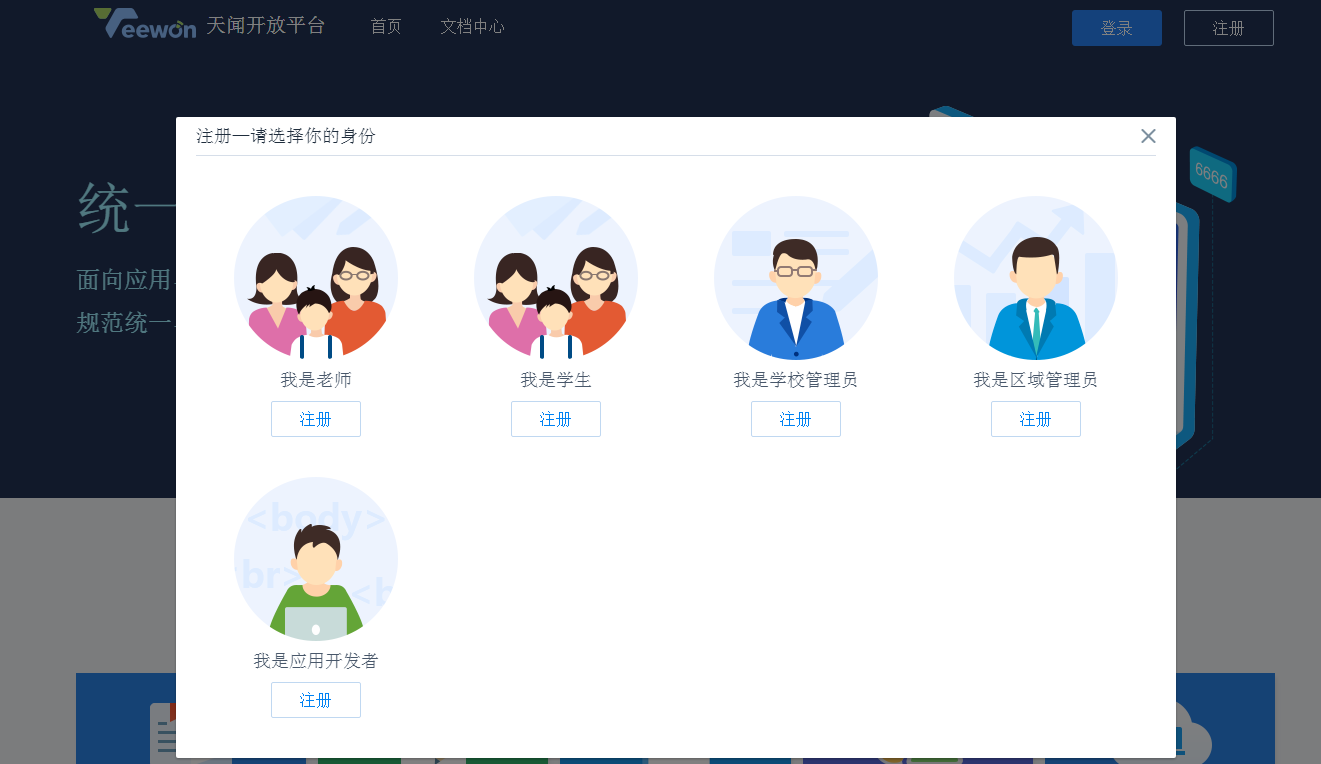 Teewon 天闻开放平台 首页 文档中心 登录 注册
注册—请选择你的身份
6666
统一
面向应用
规范统一
我是老师 我是学生 我是学校管理员 我是区域管理员
注册 注册 注册 注册
<body>
br>
<b
我是应用开发者
注册